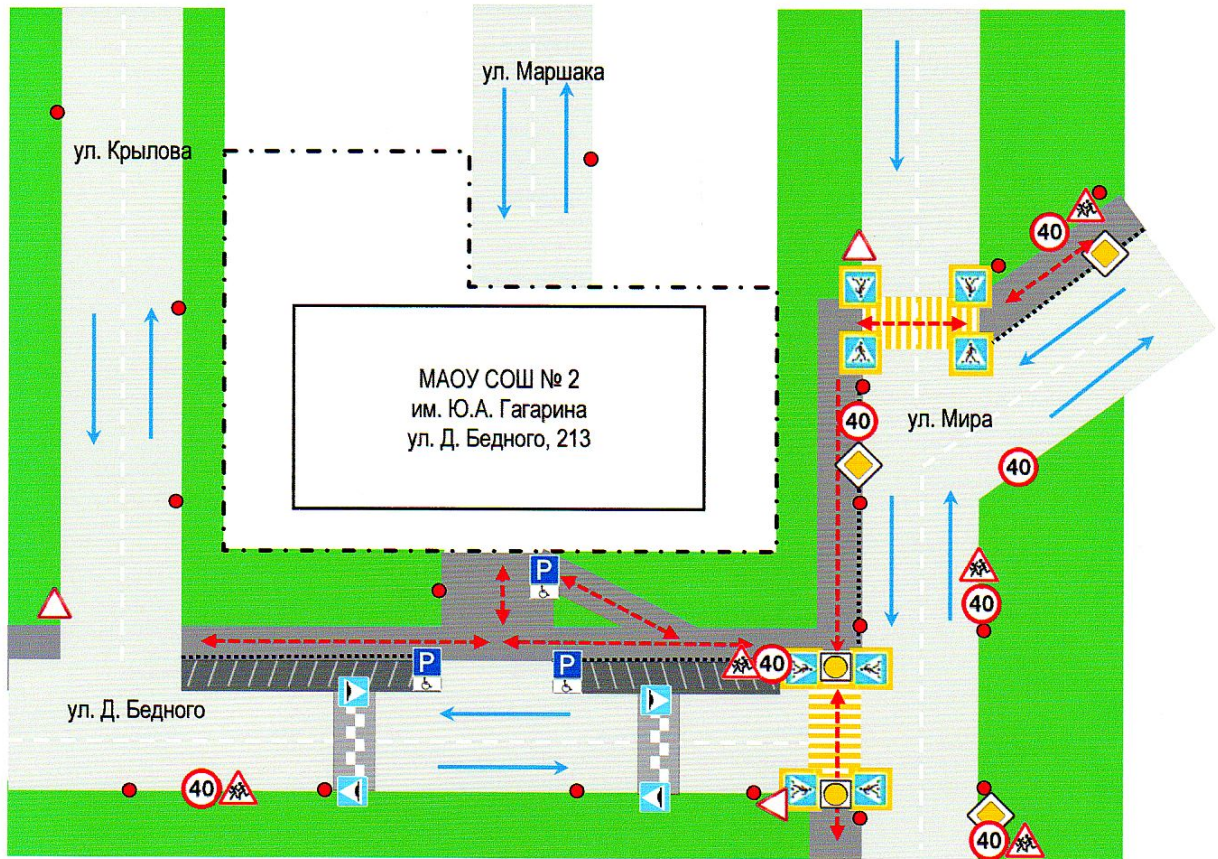 ул. Маршака
ул. Крылова
40
МАОУ СОШ № 2
им. Ю.А. Гагарина
ул. Д. Бедного, 213
40
ул. Мира
40
P
40
P
P
40
ул. Д. Бедного
40
40